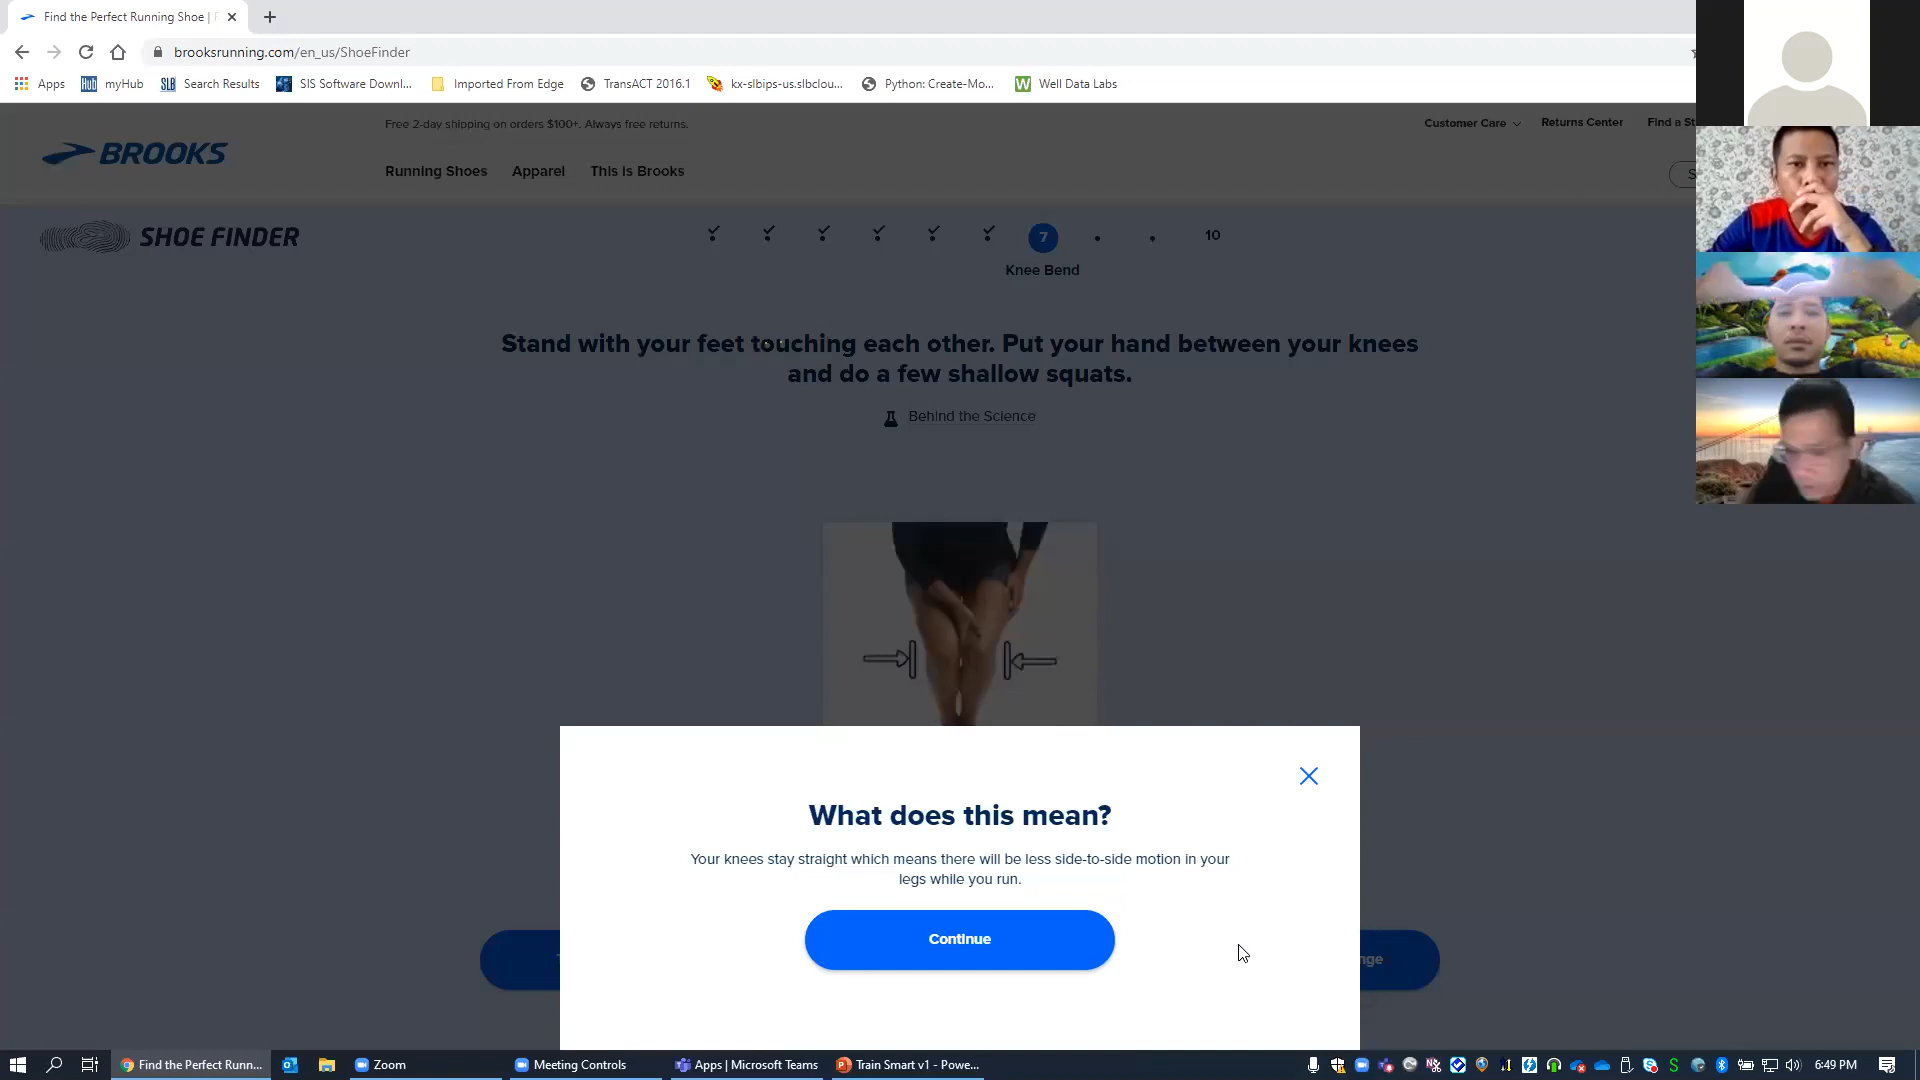 Find the Perfect Running Shoe |
brooksrunning.com/en_us/ShoeFinder
Apps
myHub
Search Results
SIS Software Downl...
Imported From Edge
TransACT 2016.1
kx-slbips-us.slbclou...
Python: Create-Mo...
Well Data Labs
Free 2-day shipping on orders $100+. Always free returns.
Customer Care
Returns Center
Find a St
BROOKS
Running Shoes
Apparel
This Is Brooks
SHOE FINDER
7
10
Knee Bend
Stand with your feet touching each other. Put your hand between your knees
and do a few shallow squats.
Behind the Science
What does this mean?
Your knees stay straight which means there will be less side-to-side motion in your
legs while you run.
Continue
nge
Find the Perfect Runn...
Zoom
Meeting Controls
Apps | Microsoft Teams
Train Smart v1 - Powe...
6:49 PM